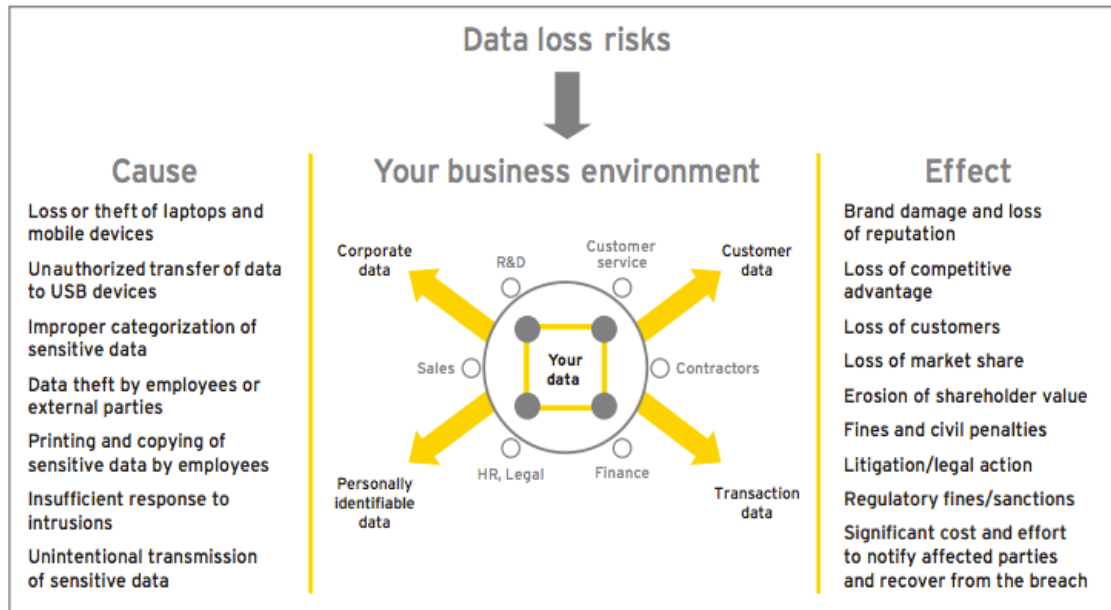 Data loss risks
Cause
Loss or theft of laptops and
mobile devices
Unauthorized transfer of data
to USB devices
Improper categorization of
sensitive data
Data theft by employees or
external parties
Printing and copying of
sensitive data by employees
Insufficient response to
intrusions
Unintentional transmission
of sensitive data
Your business environment
Corporate
data
R&D
Customer
service
Customer
data
Sales
Your
data
Contractors
Personally
identifiable
data
HR, Legal
Finance
Transaction
data
Effect
Brand damage and loss
of reputation
Loss of competitive
advantage
Loss of customers
Loss of market share
Erosion of shareholder value
Fines and civil penalties
Litigation/legal action
Regulatory fines/sanctions
Significant cost and effort
to notify affected parties
and recover from the breach